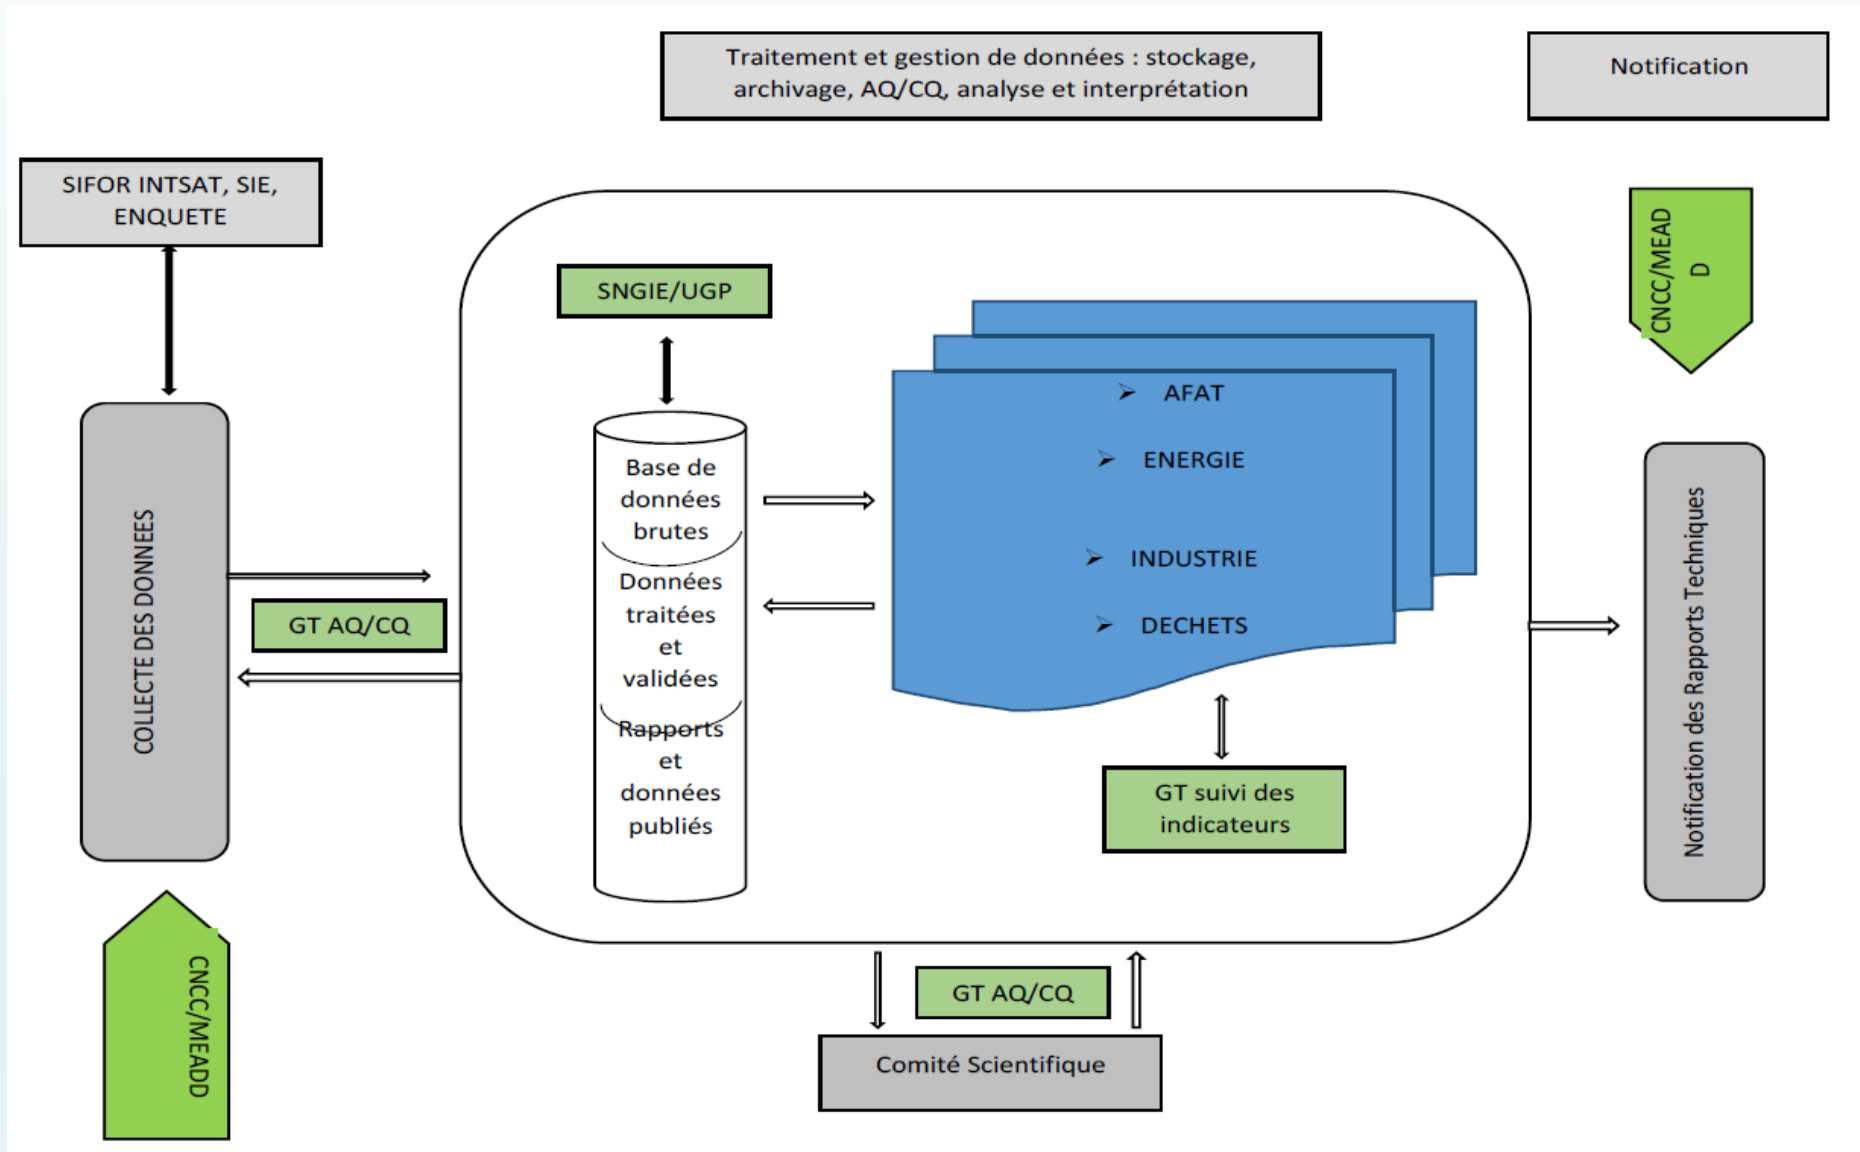 Traitement et gestion de données : stockage,
archivage, AQ/CQ, analyse et interprétation
Notification
SIFOR INTSAT, SIE,
ENQUETE
CNCC/MEAD
D
SNGIE/UGP
➢ AFAT
➢ ENERGIE
➢ INDUSTRIE
➢ DECHETS
Base de
données
brutes
Données
traitées
et
validées
Rapports
et
données
publiés
COLLECTE DES DONNEES
GT AQ/CQ
GT suivi des
indicateurs
Notification des Rapports Techniques
CNCC/MEADD
GT AQ/CQ
Comité Scientifique